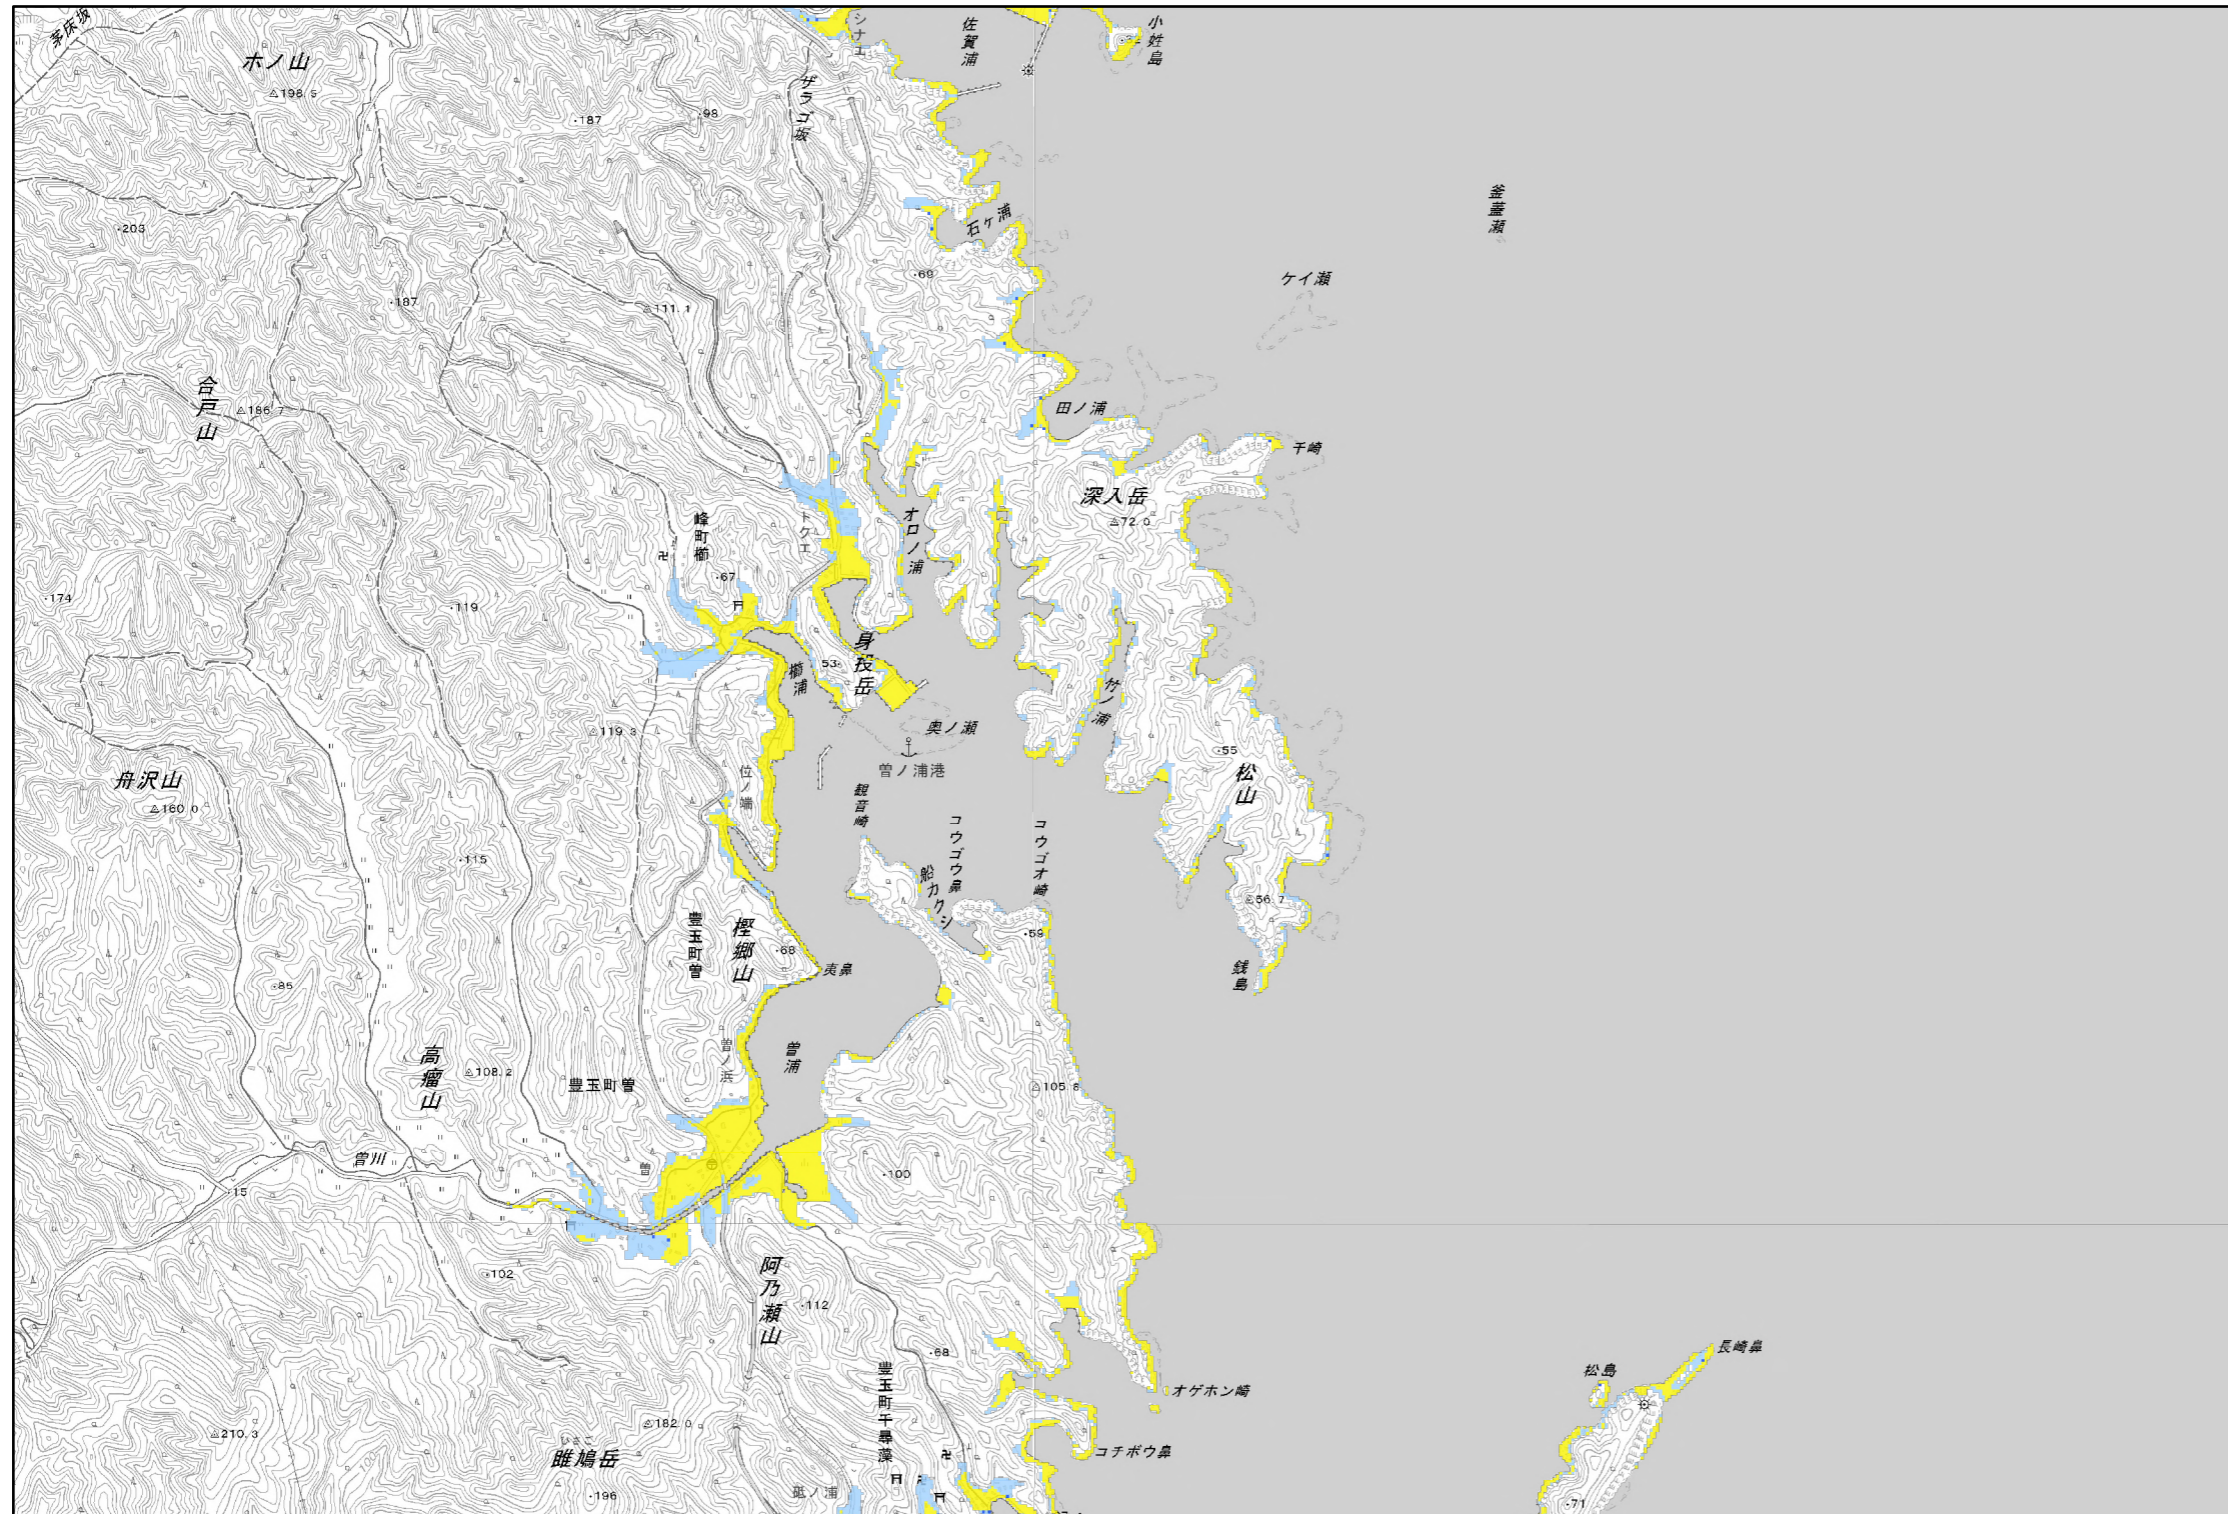 茅床坂
ホノ山
△198.5
シナエ
佐賀浦
小姓島
ザラゴ坂
・187
・98
・203
石ヶ浦
釜蓋瀬
・69
ケイ瀬
・187
△111.1
合戸山
△186.7
田ノ浦
干崎
深入岳
△72.0
20
トクエ
オロノ浦
峰町櫛
・67
・174
・119
身投岳
53・
櫛浦
竹ノ浦
△119.3
奥ノ瀬
曽ノ浦港
・55
松山
舟沢山
△160.0
位ノ端
観音崎
コウゴウ鼻
コウゴオ崎
・115
船カクシ
△56.7
豊玉町曽
樫郷山
・68
・59
夷鼻
銭島
・85
曽ノ浜
曽浦
高瘤山
△108.2
豊玉町曽
△105.8
曽川
曽
・100
・15
阿乃瀬山
・102
・112
・68
豊玉町千尋藻
長崎鼻
松島
オゲホン崎
△182.0
△210.3
コチボウ鼻
ひさご
雎鳩岳
・196
砥ノ浦
・71